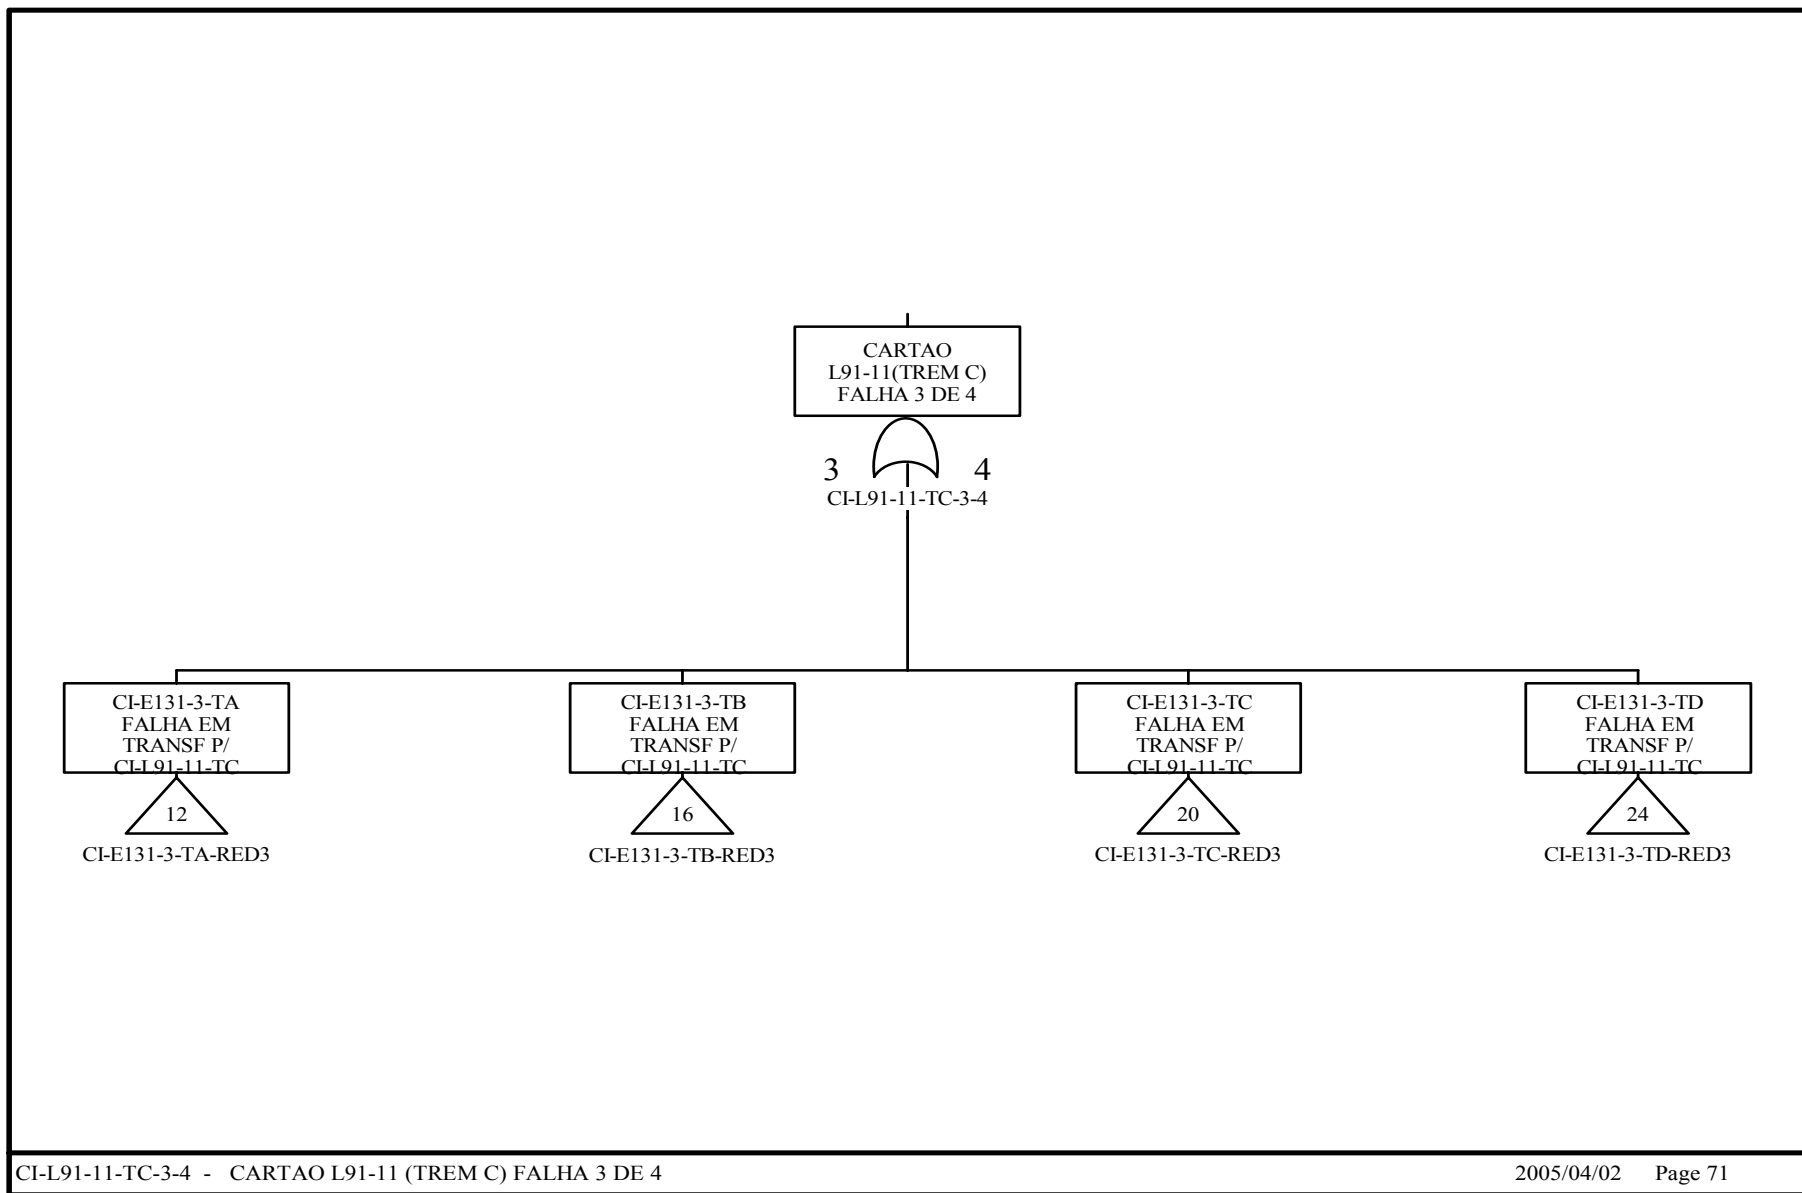 CARTAO
L91-11(TREM C)
FALHA 3 DE 4
3 4
CI-L91-11-TC-3-4
CI-E131-3-TA
FALHA EM
TRANSF P/
CI-L91-11-TC
12
CI-E131-3-TA-RED3
CI-E131-3-TB
FALHA EM
TRANSF P/
CI-L91-11-TC
16
CI-E131-3-TB-RED3
CI-E131-3-TC
FALHA EM
TRANSF P/
CI-L91-11-TC
20
CI-E131-3-TC-RED3
CI-E131-3-TD
FALHA EM
TRANSF P/
CI-L91-11-TC
24
CI-E131-3-TD-RED3
CI-L91-11-TC-3-4 - CARTAO L91-11 (TREM C) FALHA 3 DE 4
2005/04/02 Page 71